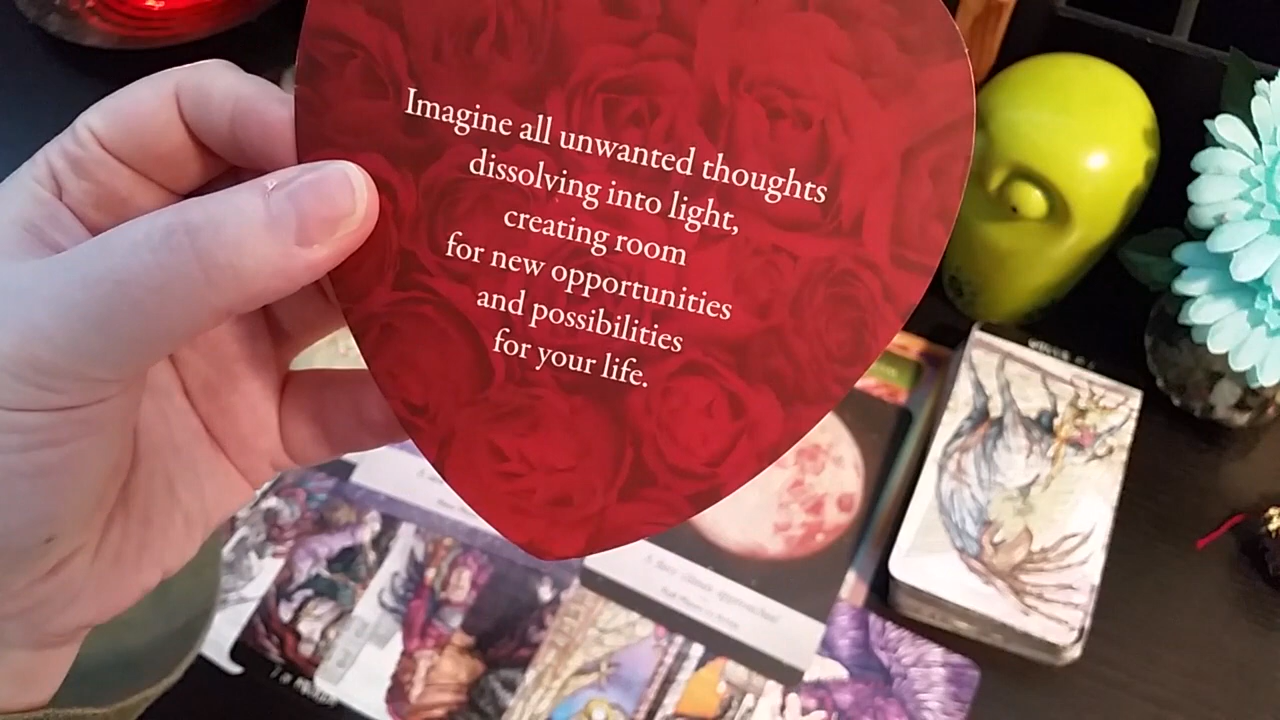 Imagine all unwanted thoughts
dissolving into light,
creating room
for new opportunities
and possibilities
for your life.